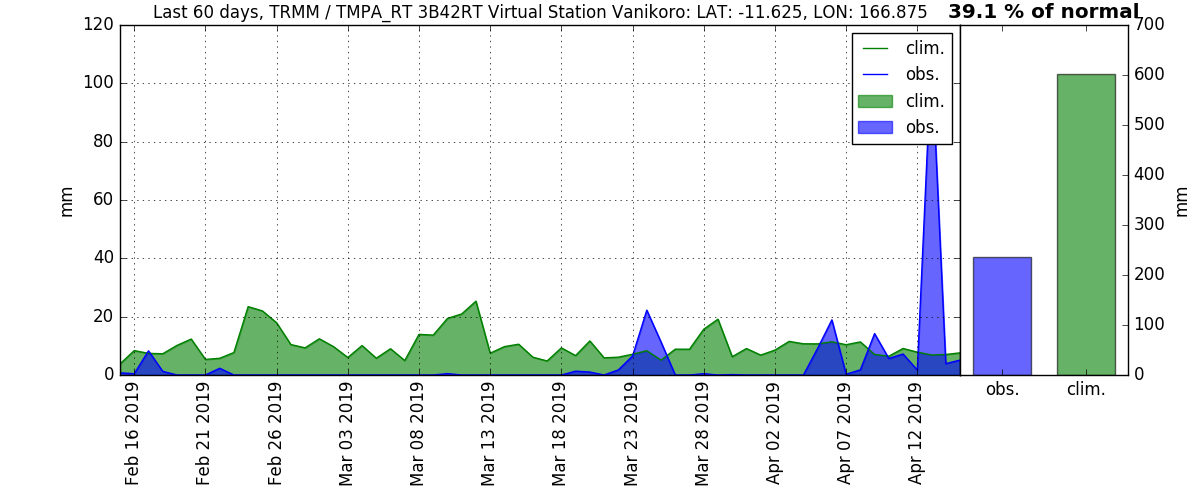 Last 60 days, TRMM / TMPA_RT 3B42RT Virtual Station Vanikoro: LAT: -11.625, LON: 166.875
39.1 % of normal
120
100
80
60
40
20
0
mm
clim.
obs.
clim.
obs.
700
600
500
400
300
200
100
0
mm
Feb 16 2019
Feb 21 2019
Feb 26 2019
Mar 03 2019
Mar 08 2019
Mar 13 2019
Mar 18 2019
Mar 23 2019
Mar 28 2019
Apr 02 2019
Apr 07 2019
Apr 12 2019
obs.
clim.